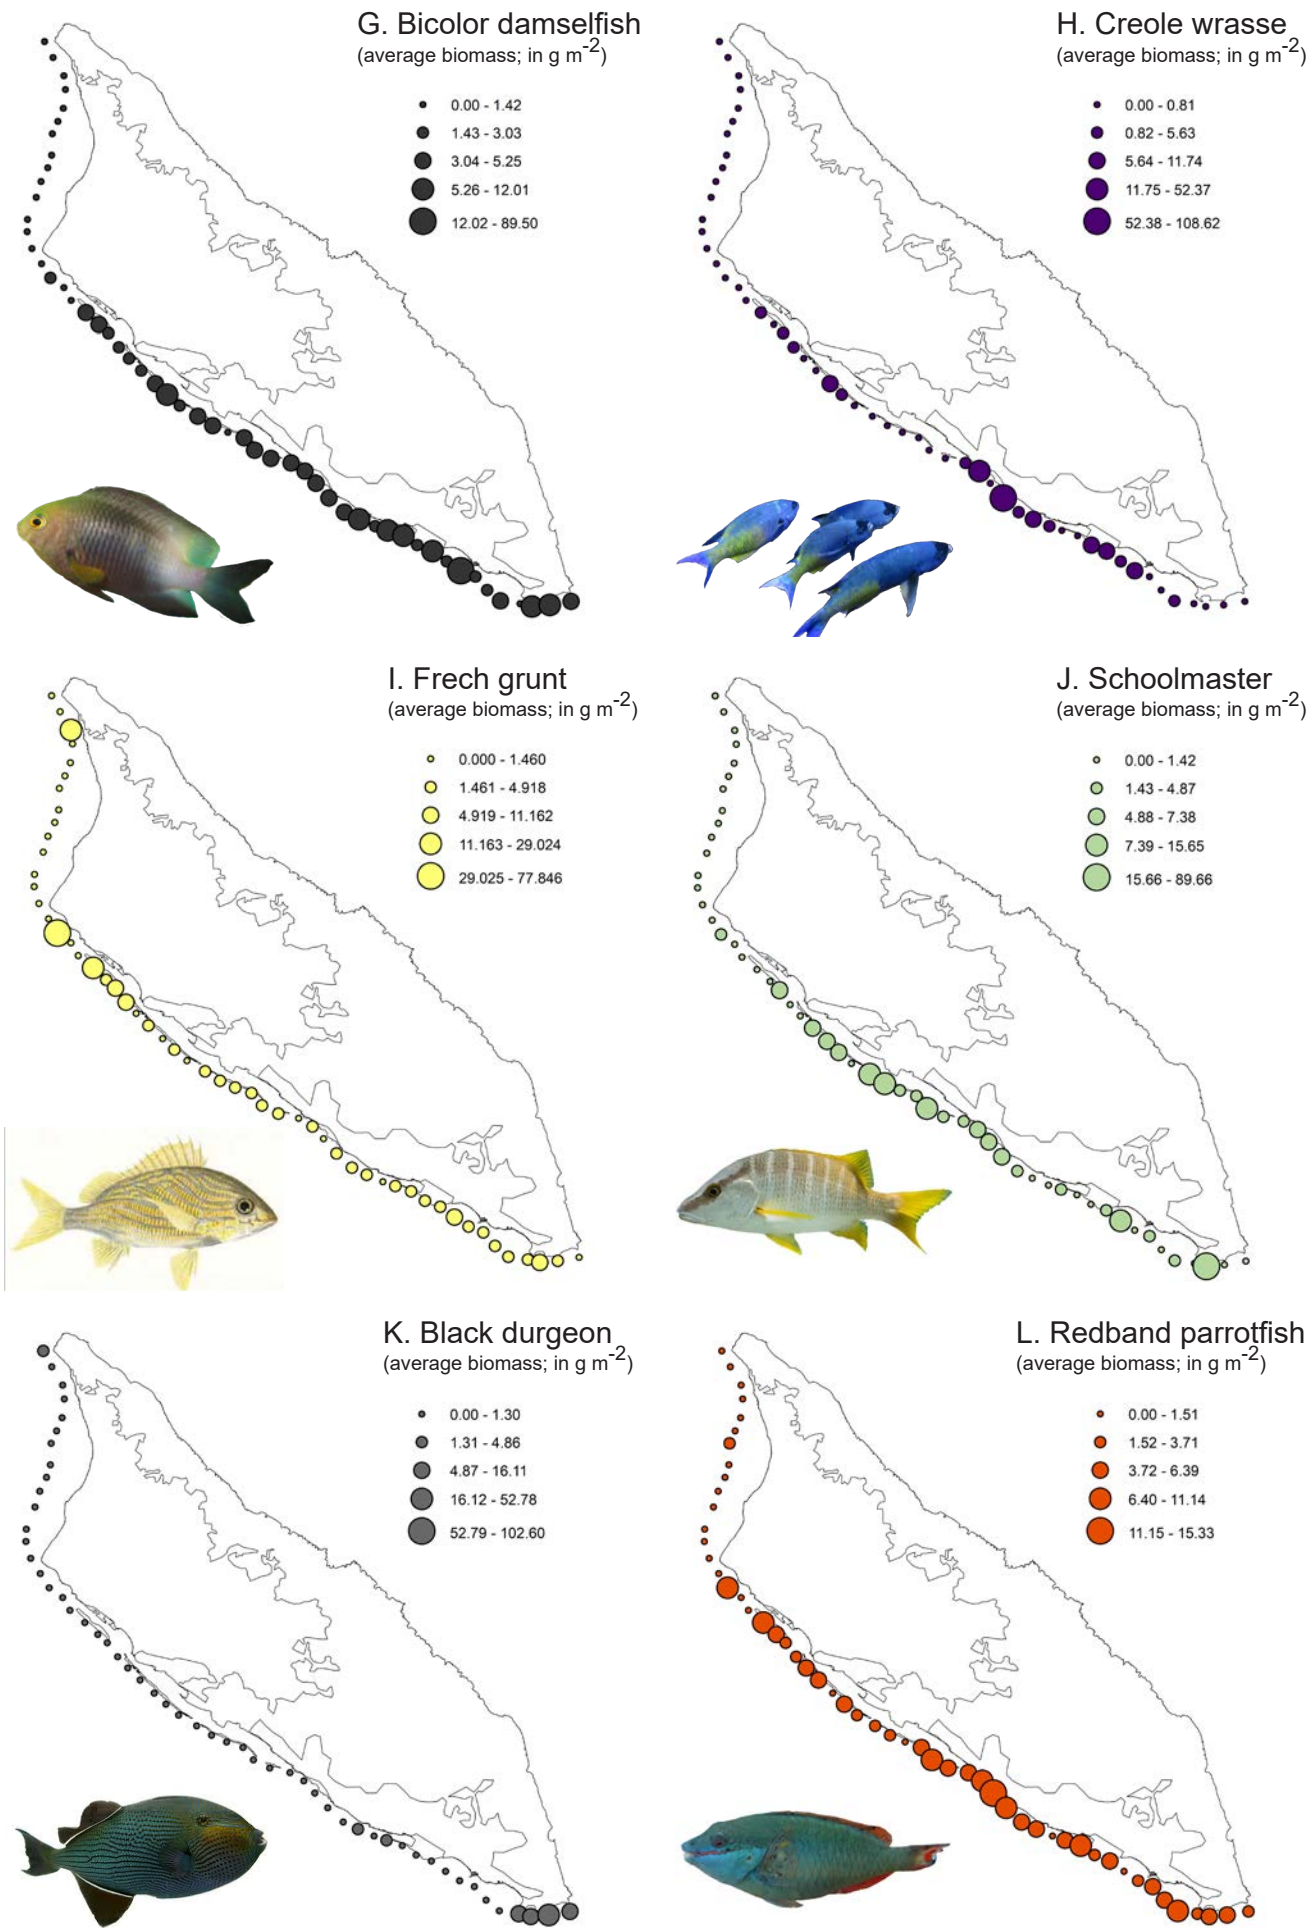 G. Bicolor damselfish
(average biomass; in g m-2)
0.00 - 1.42
1.43 - 3.03
3.04 - 5.25
5.26 - 12.01
12.02 - 89.50
H. Creole wrasse
(average biomass; in g m-2)
0.00 - 0.81
0.82 - 5.63
5.64 - 11.74
11.75 - 52.37
52.38 - 108.62
I. Frech grunt
(average biomass; in g m-2)
0.000 - 1.460
1.461 - 4.918
4.919 - 11.162
11.163 - 29.024
29.025 - 77.846
J. Schoolmaster
(average biomass; in g m-2)
0.00 - 1.42
1.43 - 4.87
4.88 - 7.38
7.39 - 15.65
15.66 - 89.66
K. Black durgeon
(average biomass; in g m-2)
0.00 - 1.30
1.31 - 4.86
4.87 - 16.11
16.12 - 52.78
52.79 - 102.60
L. Redband parrotfish
(average biomass; in g m-2)
0.00 - 1.51
1.52 - 3.71
3.72 - 6.39
6.40 - 11.14
11.15 - 15.33